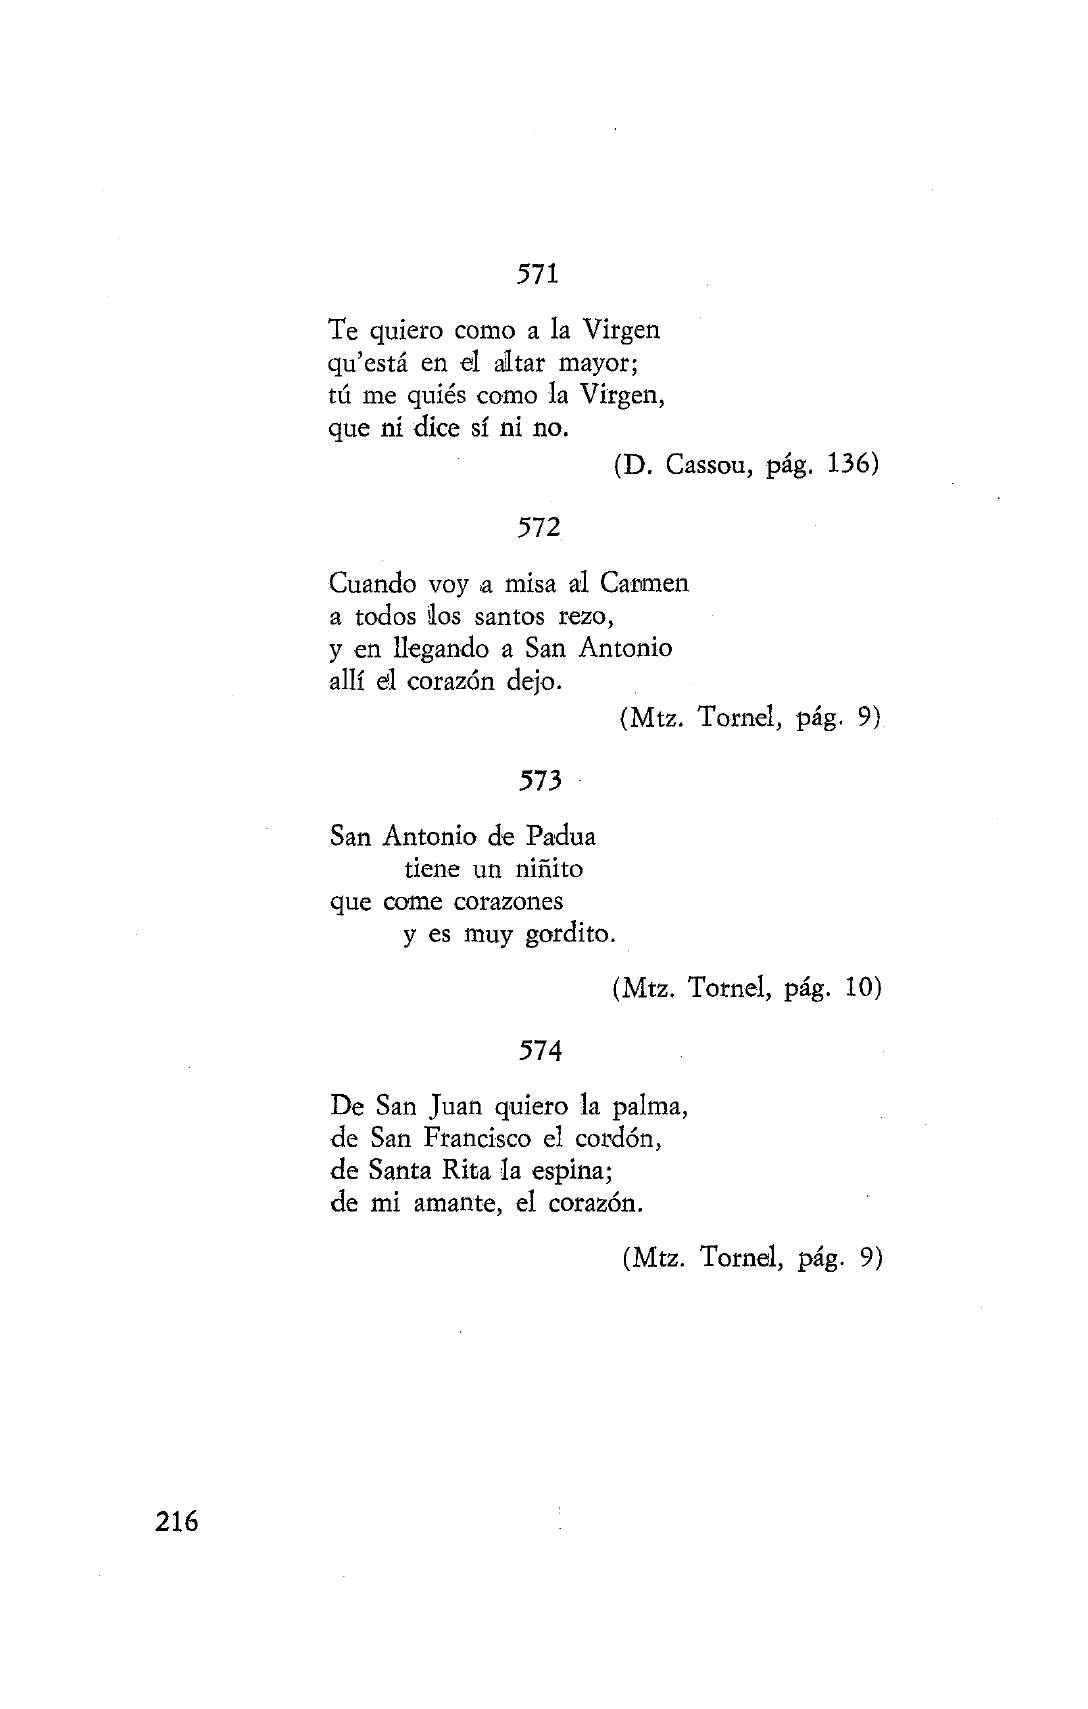 571
Te quiero como a la Virgen
qu'está en el altar mayor;
tú me quiés como la Virgen,
que ni dice sí ni no.
(D. Cassou, pág. 136)
572
Cuando voy a misa al Carmen
a todos los santos rezo,
y en llegando a San Antonio
allí el corazón dejo.
(Mtz. Tornel, pág. 9)
573
San Antonio de Padua
tiene un niñito
que come corazones
y es muy gordito.
(Mtz. Tornel, pág. 10)
574
De San Juan quiero la palma,
de San Francisco el cordón,
de Santa Rita la espina;
de mi amante, el corazón.
(Mtz. Tornel, pág. 9)
216